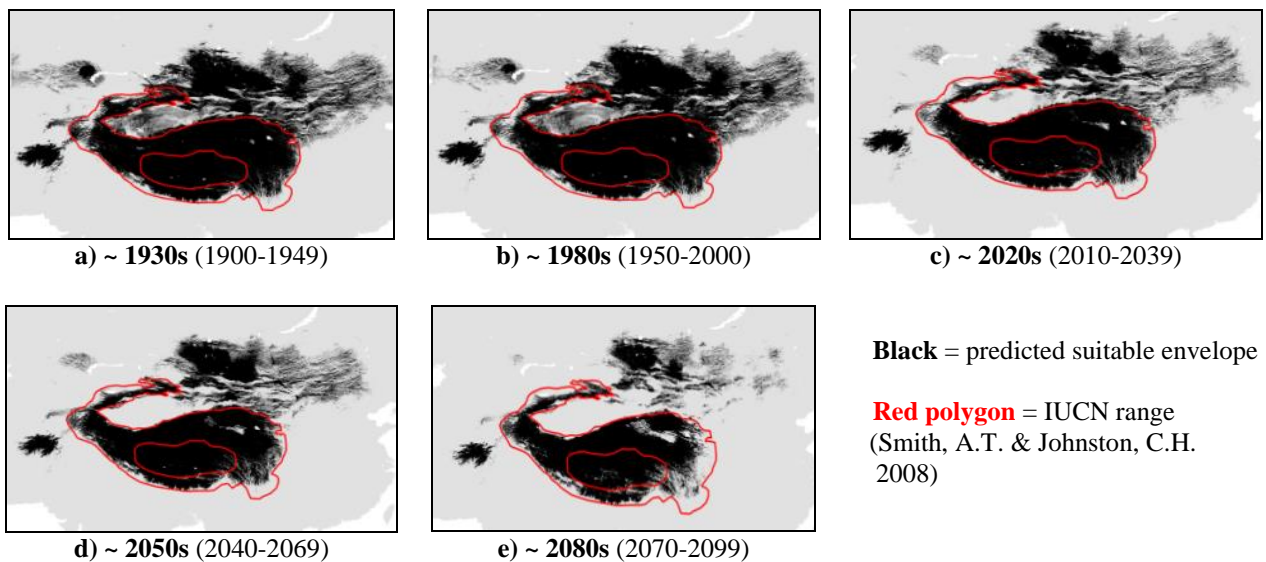 a) ~ 1930s (1900-1949)
b) ~ 1980s (1950-2000)
c) ~ 2020s (2010-2039)
Black = predicted suitable envelope
Red polygon = IUCN range
(Smith, A.T. & Johnston, C.H.
2008)
d) ~ 2050s (2040-2069)
e) ~ 2080s (2070-2099)